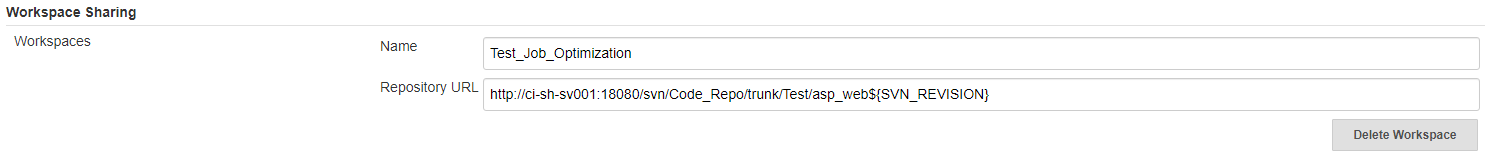 Workspace Sharing
Workspaces
Name
Test_Job_Optimization
Repository URL
http://ci-sh-sv001:18080/svn/Code_Repo/trunk/Test/asp_web${SVN_REVISION}
Delete Workspace